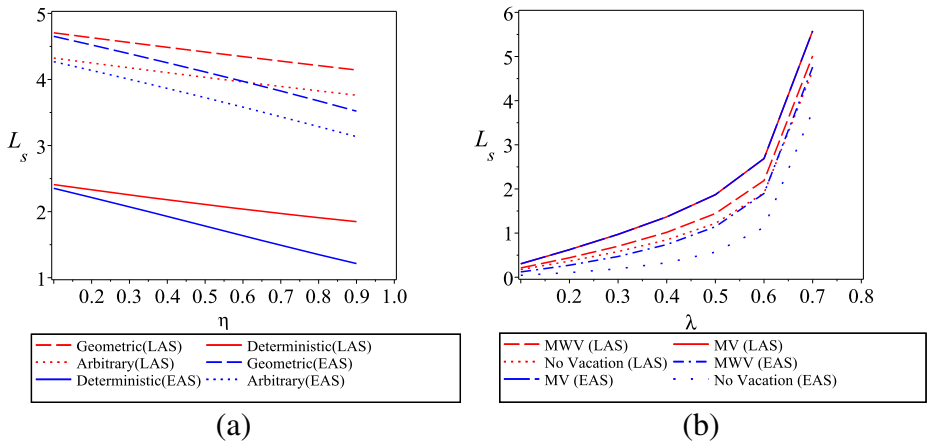 5
4
L_s
3
2
1
0.2 0.3 0.4 0.5 0.6 0.7 0.8 0.9 1.0
η
Geometric(LAS) Deterministic(LAS)
Arbitrary(LAS) Geometric(EAS)
Deterministic(EAS) Arbitrary(EAS)
(a)
6
5
4
L_s
3
2
1
0
0.2 0.3 0.4 0.5 0.6 0.7 0.8
λ
MWV (LAS) MV (LAS)
No Vacation (LAS) MWV (EAS)
MV (EAS) No Vacation (EAS)
(b)